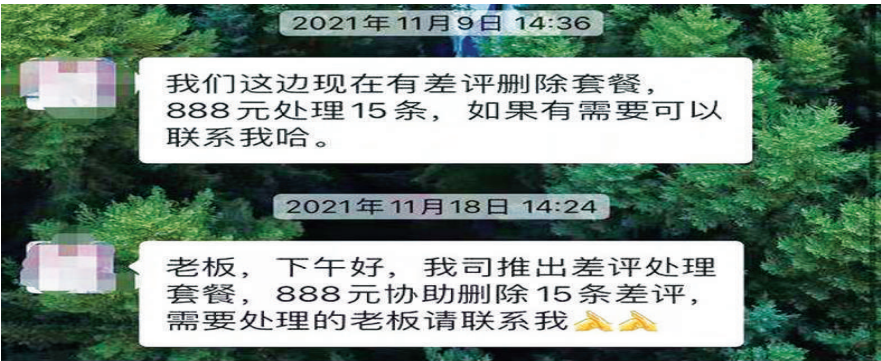 2021年11月9日 14:36
我们这边现在有差评删除套餐，
888元处理15条，如果有需要可以
联系我哈。
2021年11月18日 14:24
老板，下午好，我司推出差评处理
套餐，888元协助删除15条差评，
需要处理的老板请联系我